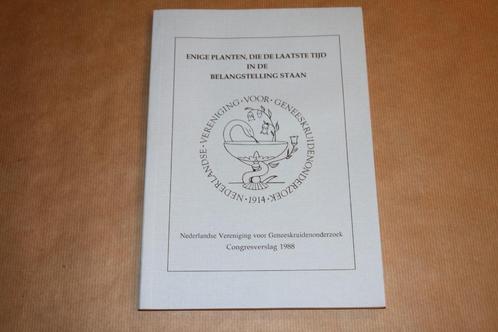 ENIGE PLANTEN, DIE DE LAATSTE TIJD
IN DE
BELANGSTELLING STAAN
NEDERLANDSE·VERENIGING·VOOR·GENEESKRUIDENONDERZOEK
·1914·
Nederlandse Vereniging voor Geneeskruidenonderzoek
Congresverslag 1988